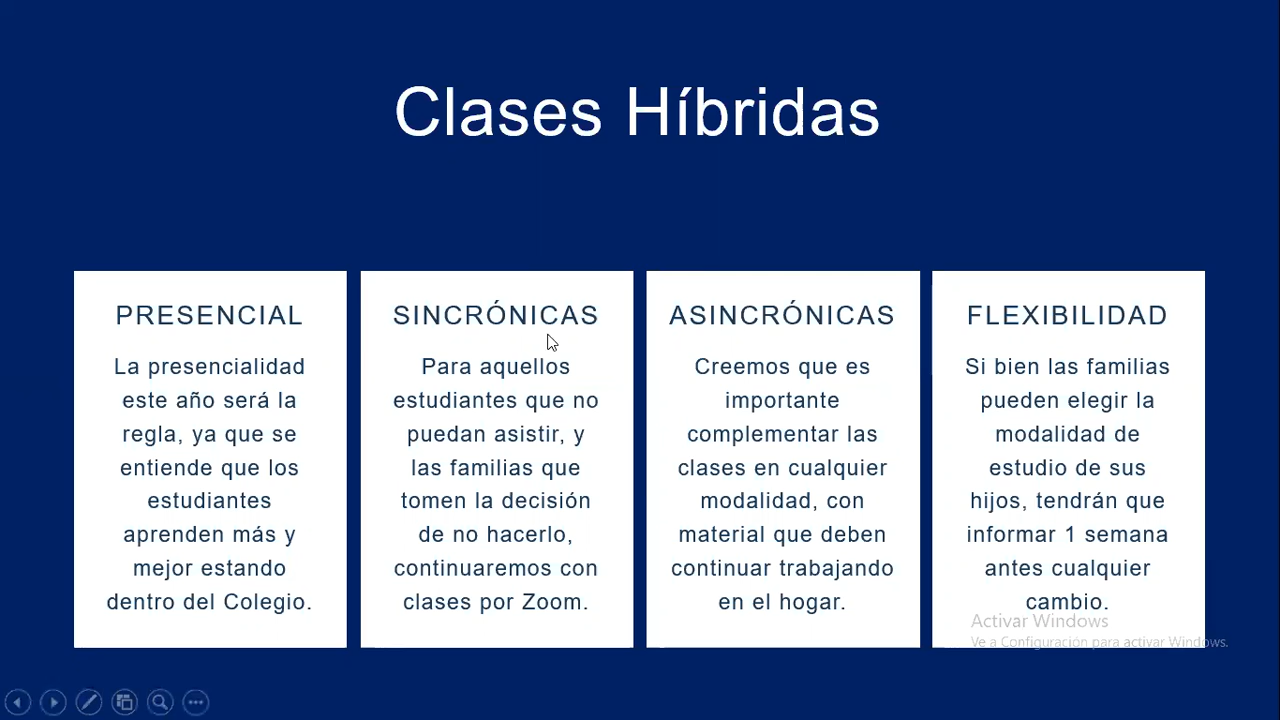 Clases Híbridas
PRESENCIAL
La presencialidad
este año será la
regla, ya que se
entiende que los
estudiantes
aprenden más y
mejor estando
dentro del Colegio.
SINCRÓNICAS
Para aquellos
estudiantes que no
puedan asistir, y
las familias que
tomen la decisión
de no hacerlo,
continuaremos con
clases por Zoom.
ASINCRÓNICAS
Creemos que es
importante
complementar las
clases en cualquier
modalidad, con
material que deben
continuar trabajando
en el hogar.
FLEXIBILIDAD
Si bien las familias
pueden elegir la
modalidad de
estudio de sus
hijos, tendrán que
informar 1 semana
antes cualquier
cambio.
Activar Windows
Ve a Configuración para activar Windows.